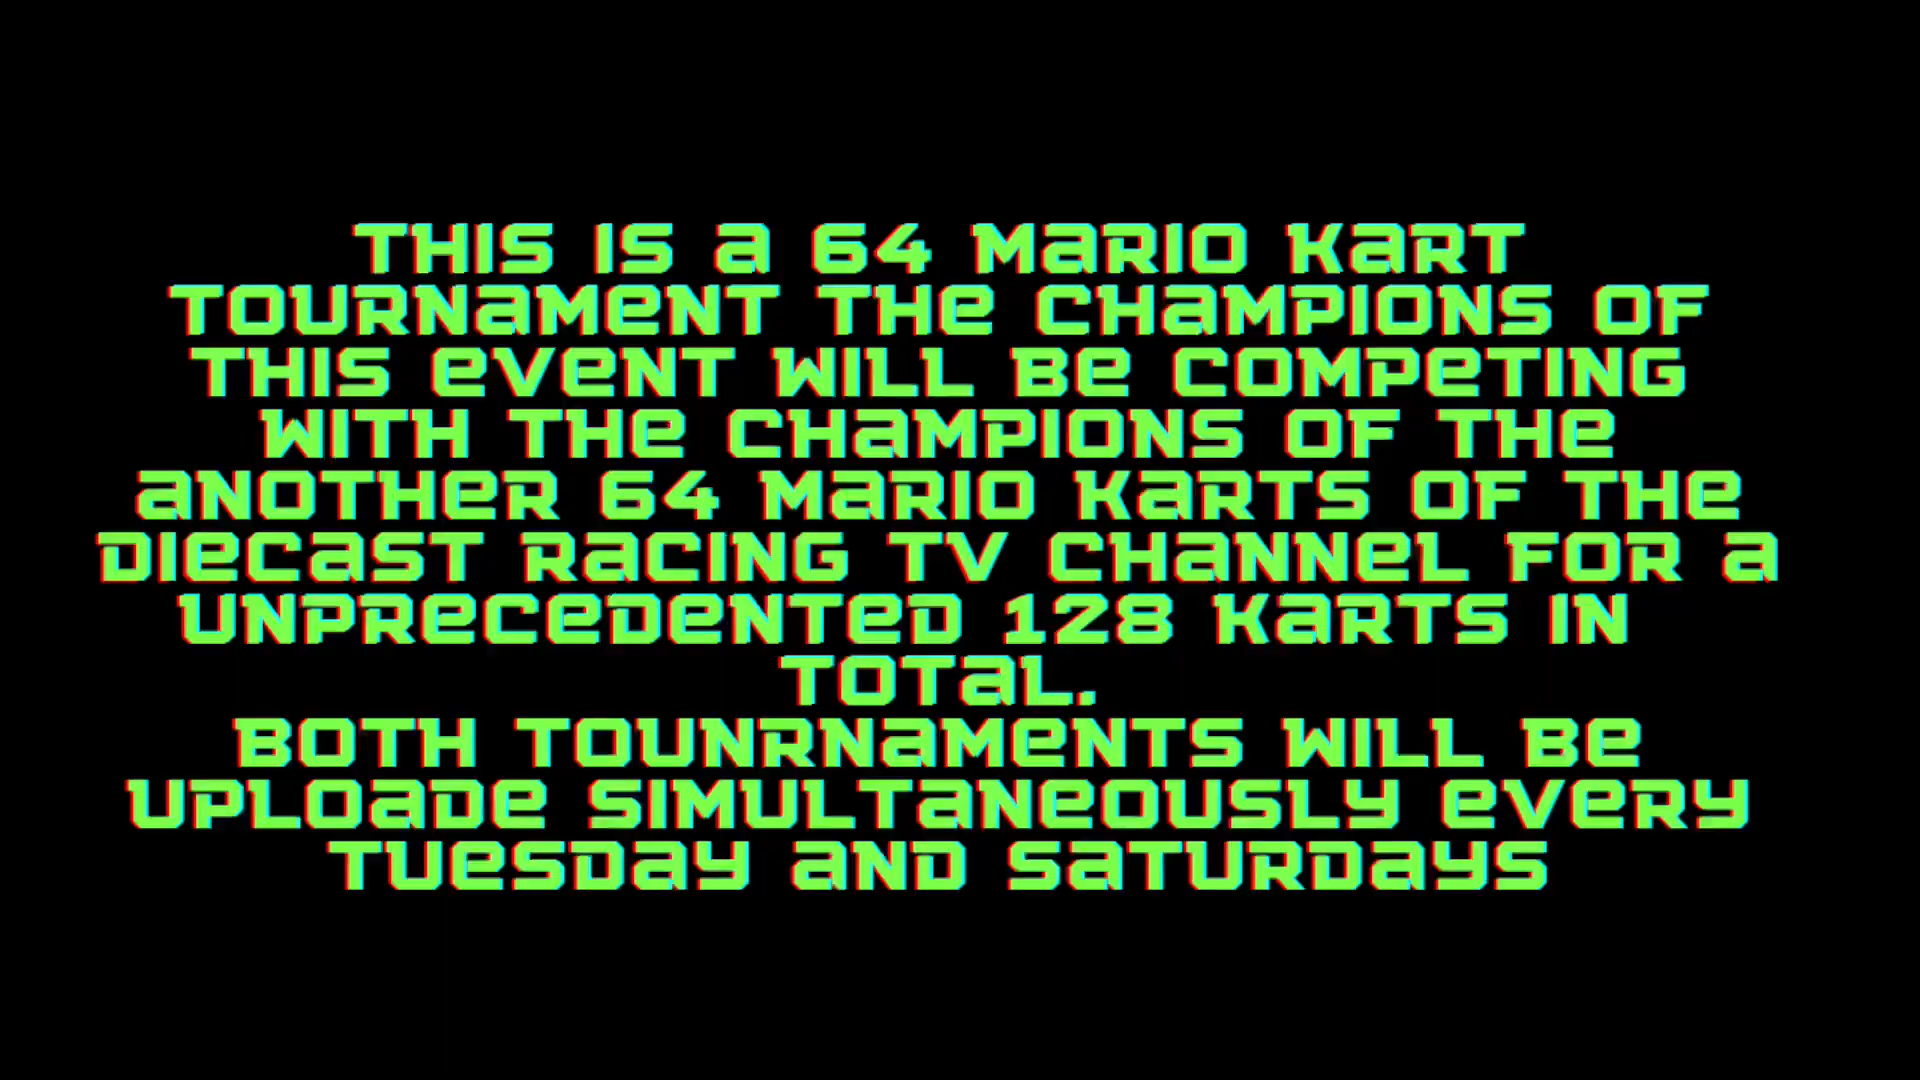 THIS IS a 64 MaRIO KaRT
TOURNaMeNT THe CHaMPIONS OF
THIS eVeNT WILL Be COMPeTING
WITH THe CHaMPIONS OF THe
aNOTHeR 64 MaRIO KaRTS OF THe
DIeCaST RaCING TV CHaNNeL FOR a
UNPReCeDeNTeD 128 KaRTS IN
TOTaL.
BOTH TOUNRNaMeNTS WILL Be
UPLOaDe SIMULTaNeOUSLY eVeRY
TUeSDaY aND SaTURDaYS